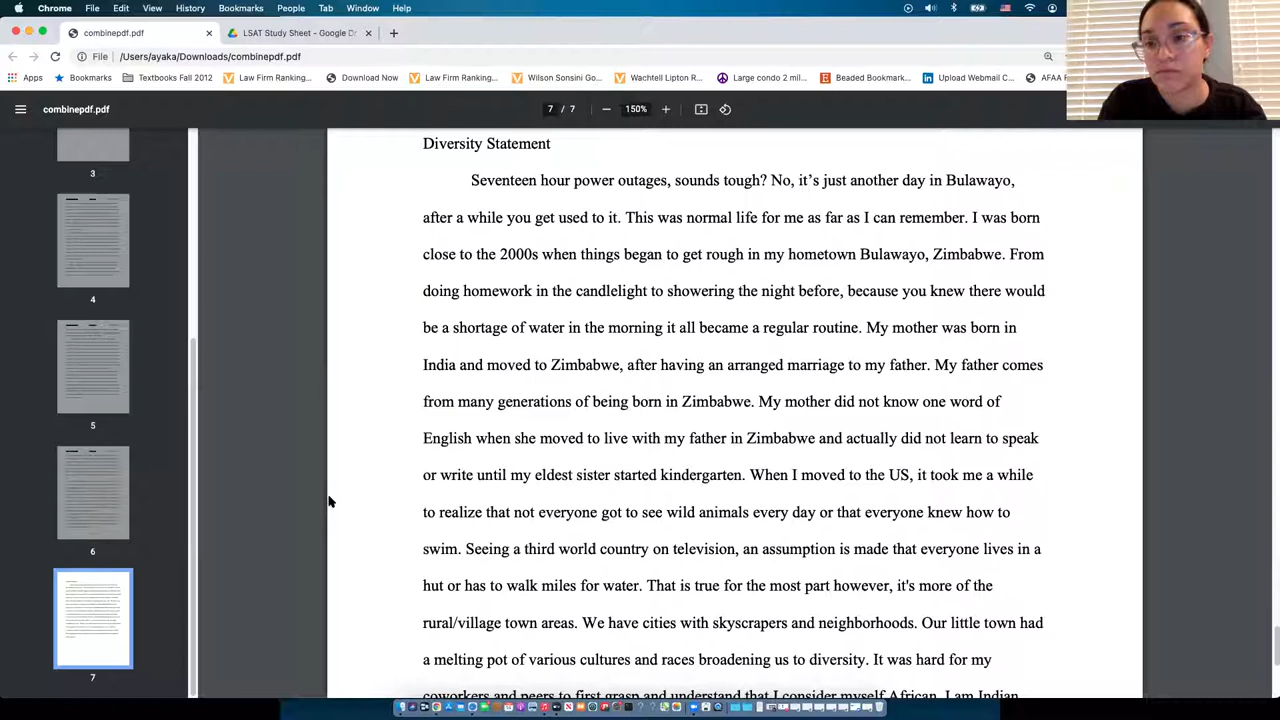 Chrome File Edit View History Bookmarks People Tab Window Help
combinepdf.pdf × LSAT Study Sheet - Google Dr × +
File /Users/ayaka/Downloads/combinepdf.pdf
Apps Bookmarks Textbooks Fall 2012 Law Firm Ranking... Law Firm Ranking... Wilson Sonsini Go... Wachtell Lipton R... Large condo 2 mil... Beaded Bookmark... Upload Webmail C... AFAA
combinepdf.pdf 7 / 7 150%
3
4
5
6
7
Diversity Statement
Seventeen hour power outages, sounds tough? No, it's just another day in Bulawayo,
after a while you get used to it. This was normal life for me as far as I can remember. I was born
close to the 2000s when things began to get rough in my hometown Bulawayo, Zimbabwe. From
doing homework in the candlelight to showering the night before, because you knew there would
be a shortage of water in the morning it all became a regular routine. My mother was born in
India and moved to Zimbabwe, after having an arranged marriage to my father. My father comes
from many generations of being born in Zimbabwe. My mother did not know one word of
English when she moved to live with my father in Zimbabwe and actually did not learn to speak
or write until my eldest sister started kindergarten. When I moved to the US, it took me a while
to realize that not everyone got to see wild animals every day or that everyone knew how to
swim. Seeing a third world country on television, an assumption is made that everyone lives in a
hut or has to walk miles for water. That is true for the most part however, it's more of the
rural/village town areas. We have cities with skyscrapers and neighborhoods. Our little town had
a melting pot of various cultures and races broadening us to diversity. It was hard for my
coworkers and peers to first grasp and understand that I consider myself African. I am Indian